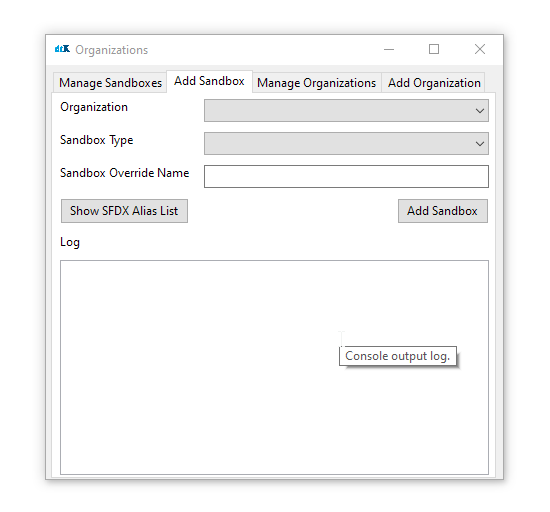 dtK Organizations
Manage Sandboxes Add Sandbox Manage Organizations Add Organization
Organization
Sandbox Type
Sandbox Override Name
Show SFDX Alias List Add Sandbox
Log
Console output log.